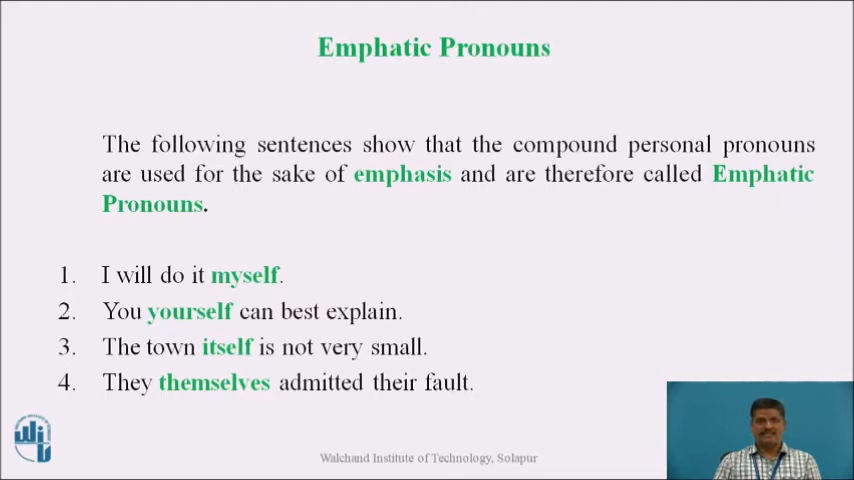 Emphatic Pronouns
The following sentences show that the compound personal pronouns
are used for the sake of emphasis and are therefore called Emphatic
Pronouns.
1. I will do it myself.
2. You yourself can best explain.
3. The town itself is not very small.
4. They themselves admitted their fault.
Walchand Institute of Technology, Solapur